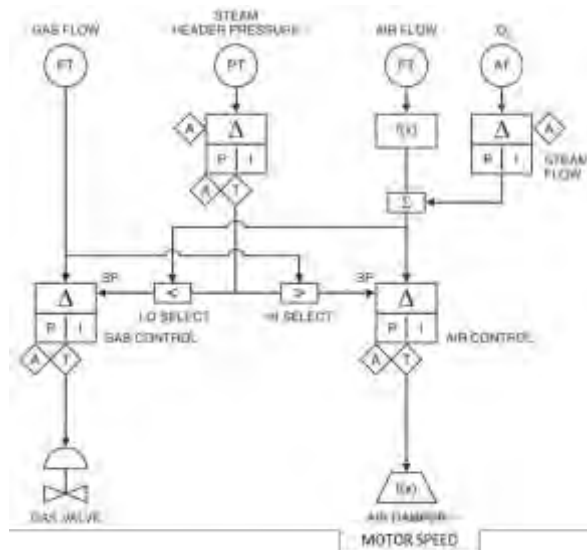 GAS FLOW
STEAM
HEADER PRESSURE
AIR FLOW
O₂
FT
PT
FT
AT
A
Δ
P I
A T
f(x)
Δ
A
P I
STEAM
FLOW
Σ
SP
<
>
SP
Δ
P I
LO SELECT
HI SELECT
Δ
P I
GAS CONTROL
AIR CONTROL
A T
A T
f(x)
GAS VALVE
AIR DAMPER
MOTOR SPEED